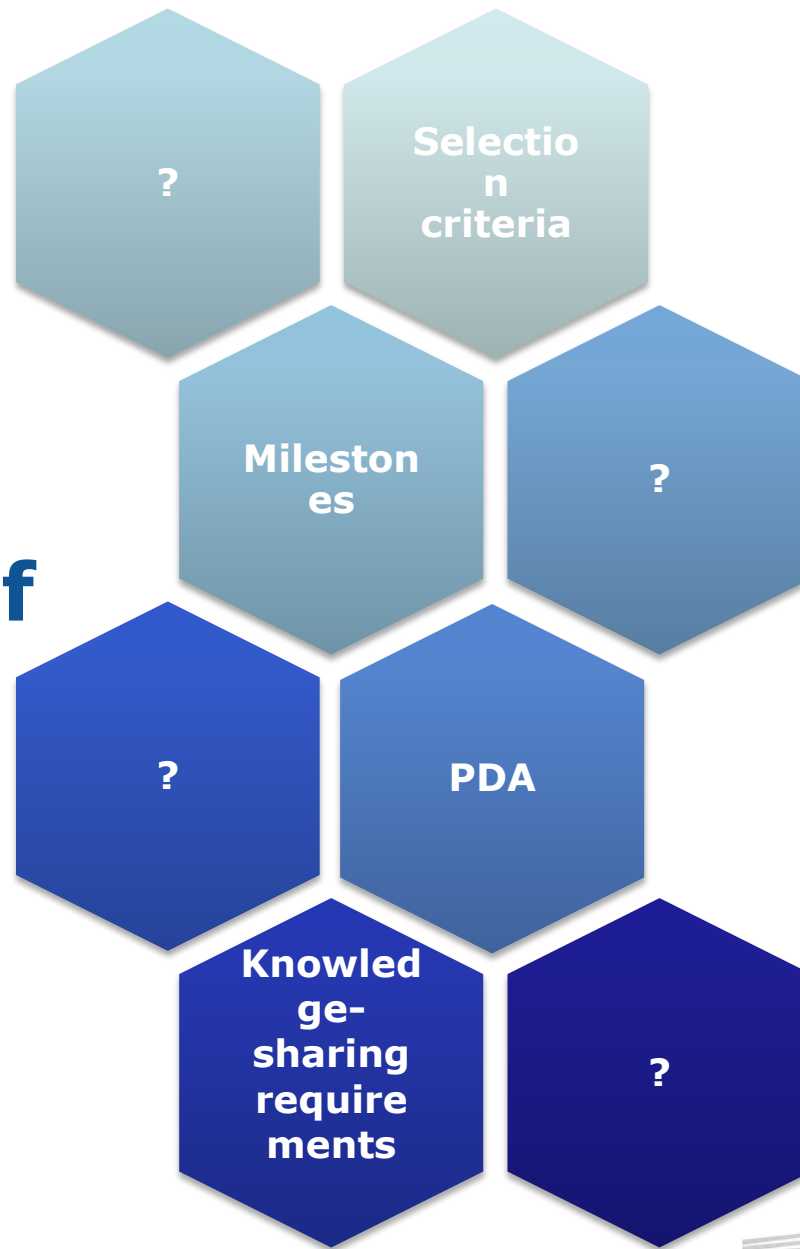 ?
Selectio
n
criteria
Mileston
es
?
f
?
PDA
Knowled
ge-
sharing
require
ments
?